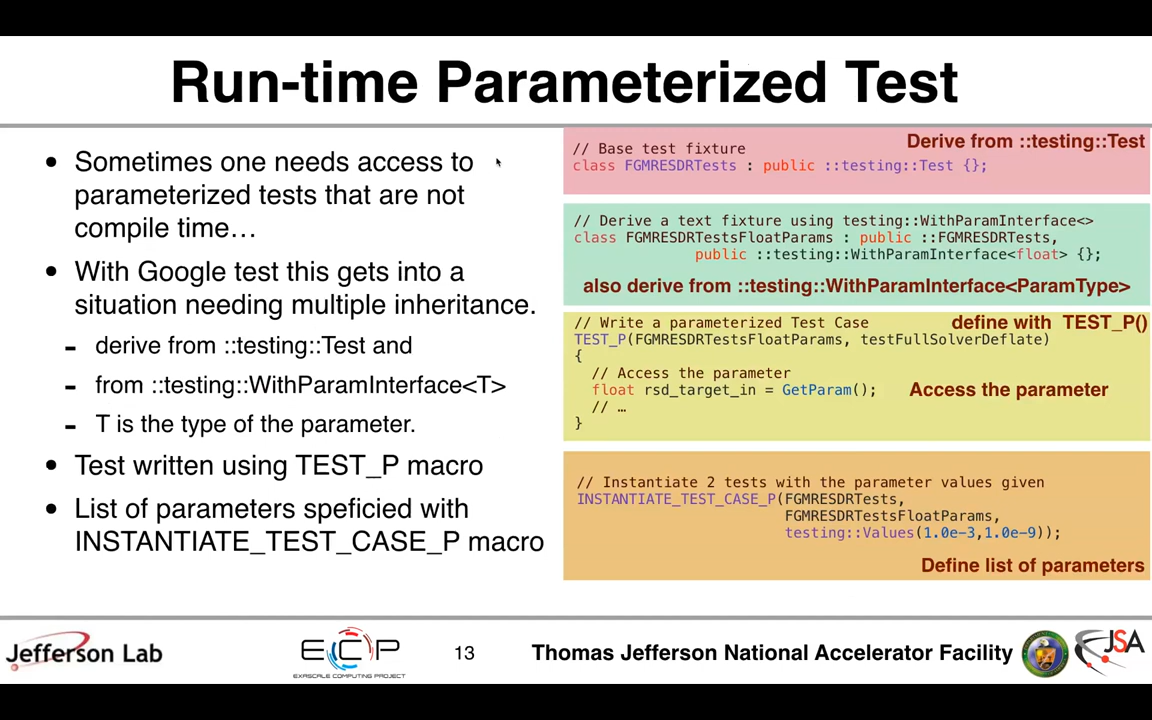 Run-time Parameterized Test
• Sometimes one needs access to
parameterized tests that are not
compile time…
• With Google test this gets into a
situation needing multiple inheritance.
- derive from ::testing::Test and
- from ::testing::WithParamInterface<T>
- T is the type of the parameter.
• Test written using TEST_P macro
• List of parameters speficied with
INSTANTIATE_TEST_CASE_P macro
Derive from ::testing::Test
// Base test fixture
class FGMRESDRTests : public ::testing::Test {};
// Derive a text fixture using testing::WithParamInterface<>
class FGMRESDRTestsFloatParams : public ::FGMRESDRTests,
public ::testing::WithParamInterface<float> {};
also derive from ::testing::WithParamInterface<ParamType>
// Write a parameterized Test Case
define with TEST_P()
TEST_P(FGMRESDRTestsFloatParams, testFullSolverDeflate)
{
// Access the parameter
float rsd_target_in = GetParam();
Access the parameter
// …
}
// Instantiate 2 tests with the parameter values given
INSTANTIATE_TEST_CASE_P(FGMRESDRTests,
FGMRESDRTestsFloatParams,
testing::Values(1.0e-3,1.0e-9));
Define list of parameters
Jefferson Lab
ECP
EXASCALE COMPUTING PROJECT
13
Thomas Jefferson National Accelerator Facility
JSA